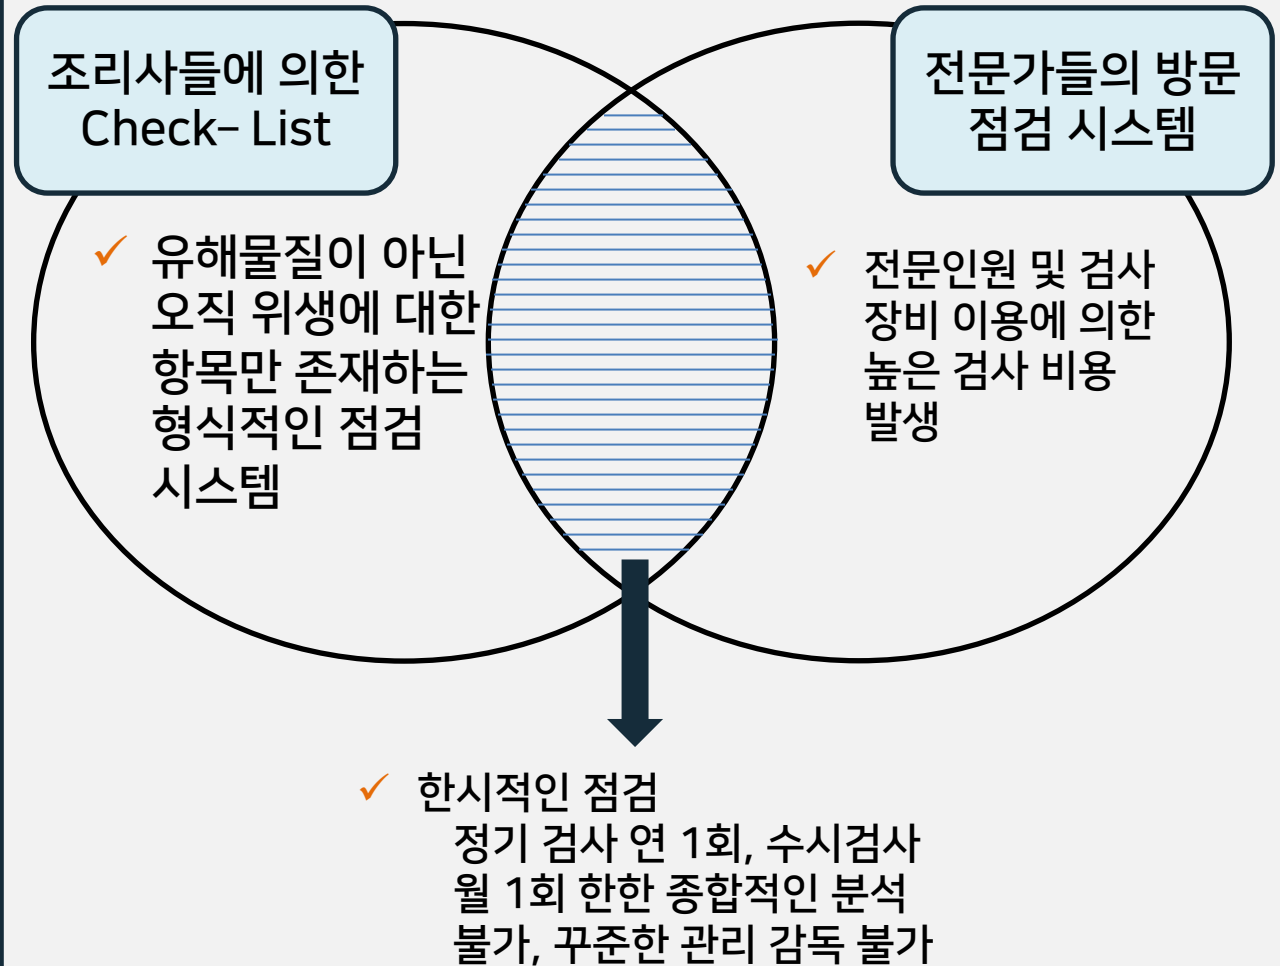 조리사들에 의한
Check- List
전문가들의 방문
점검 시스템
✓ 유해물질이 아닌
오직 위생에 대한
항목만 존재하는
형식적인 점검
시스템
✓ 전문인원 및 검사
장비 이용에 의한
높은 검사 비용
발생
✓ 한시적인 점검
정기 검사 연 1회, 수시검사
월 1회 한한 종합적인 분석
불가, 꾸준한 관리 감독 불가